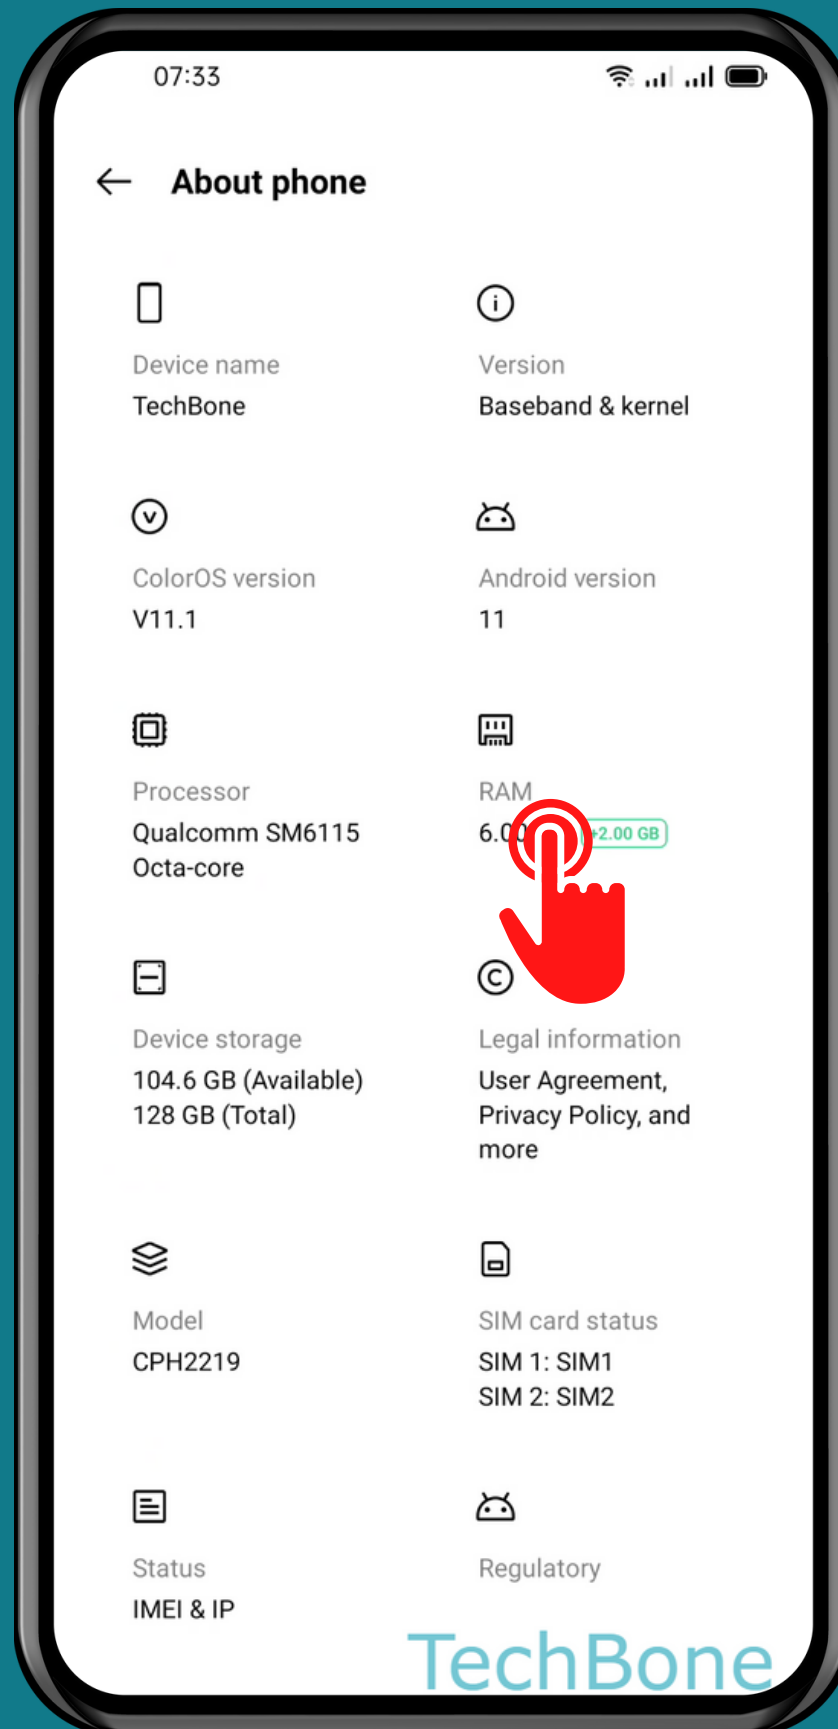 07:33
About phone
Device name
TechBone
Version
Baseband & kernel
ColorOS version
V11.1
Android version
11
Processor
Qualcomm SM6115
Octa-core
RAM
+2.00 GB
Device storage
104.6 GB (Available)
128 GB (Total)
Legal information
User Agreement,
Privacy Policy, and
more
Model
CPH2219
SIM card status
SIM 1: SIM1
SIM 2: SIM2
Status
IMEI & IP
Regulatory
TechBone